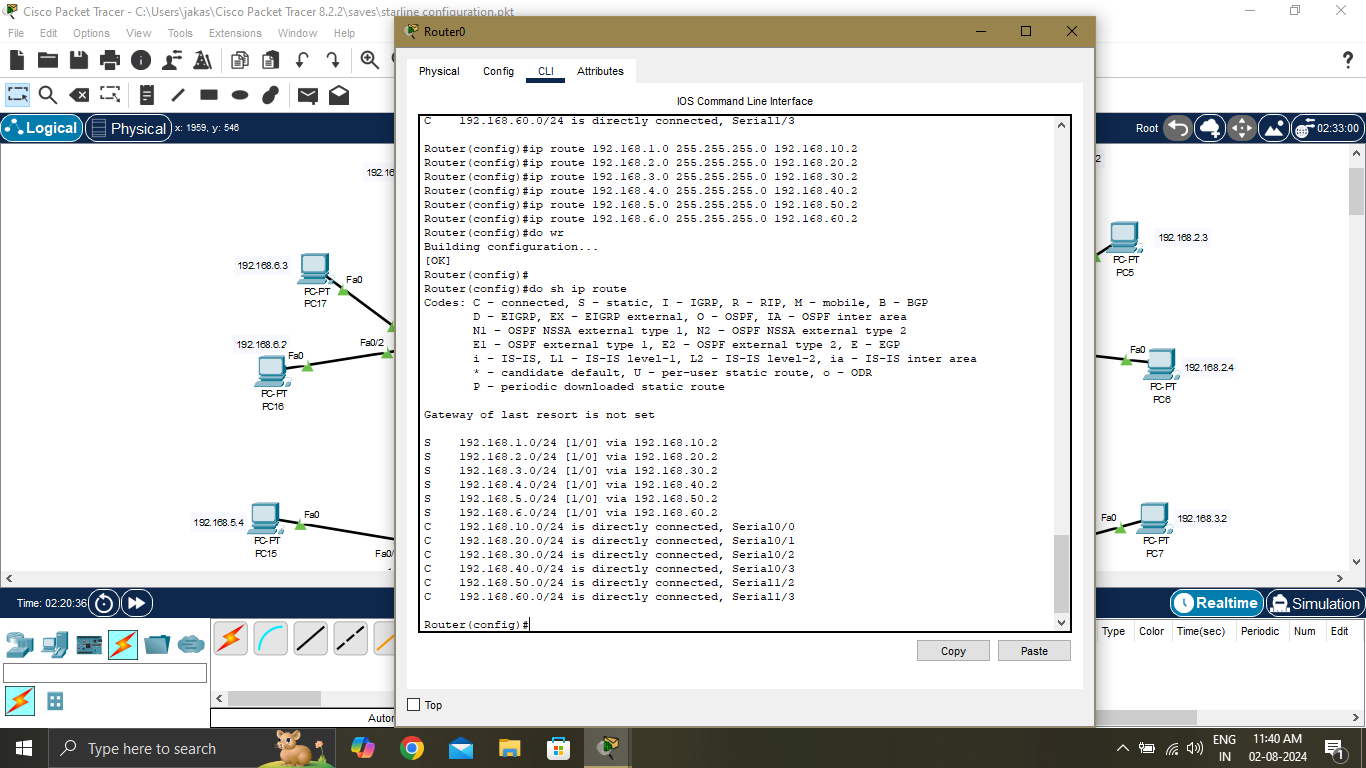 Cisco Packet Tracer - C:\Users\jakas\Cisco Packet Tracer 8.2.2\saves\starline configuration.pkt
File Edit Options View Tools Extensions Window Help
Router0
Physical Config CLI Attributes
IOS Command Line Interface
Logical Physical x: 1959, y: 546
Root 02:33:00
C 192.168.60.0/24 is directly connected, Serial1/3
Router(config)#ip route 192.168.1.0 255.255.255.0 192.168.10.2
Router(config)#ip route 192.168.2.0 255.255.255.0 192.168.20.2
Router(config)#ip route 192.168.3.0 255.255.255.0 192.168.30.2
Router(config)#ip route 192.168.4.0 255.255.255.0 192.168.40.2
Router(config)#ip route 192.168.5.0 255.255.255.0 192.168.50.2
Router(config)#ip route 192.168.6.0 255.255.255.0 192.168.60.2
Router(config)#do wr
Building configuration...
[OK]
Router(config)#
Router(config)#do sh ip route
Codes: C - connected, S - static, I - IGRP, R - RIP, M - mobile, B - BGP
D - EIGRP, EX - EIGRP external, O - OSPF, IA - OSPF inter area
N1 - OSPF NSSA external type 1, N2 - OSPF NSSA external type 2
E1 - OSPF external type 1, E2 - OSPF external type 2, E - EGP
i - IS-IS, L1 - IS-IS level-1, L2 - IS-IS level-2, ia - IS-IS inter area
* - candidate default, U - per-user static route, o - ODR
P - periodic downloaded static route
Gateway of last resort is not set
S 192.168.1.0/24 [1/0] via 192.168.10.2
S 192.168.2.0/24 [1/0] via 192.168.20.2
S 192.168.3.0/24 [1/0] via 192.168.30.2
S 192.168.4.0/24 [1/0] via 192.168.40.2
S 192.168.5.0/24 [1/0] via 192.168.50.2
S 192.168.6.0/24 [1/0] via 192.168.60.2
C 192.168.10.0/24 is directly connected, Serial0/0
C 192.168.20.0/24 is directly connected, Serial0/1
C 192.168.30.0/24 is directly connected, Serial0/2
C 192.168.40.0/24 is directly connected, Serial0/3
C 192.168.50.0/24 is directly connected, Serial1/2
C 192.168.60.0/24 is directly connected, Serial1/3
Router(config)#
Copy Paste
Top
192.16
192.168.6.3
Fa0
PC-PT
PC17
192.168.6.2
Fa0/2
Fa0
PC-PT
PC16
192.168.5.4
Fa0
PC-PT
PC15
Fa0/
2
192.168.2.3
PC-PT
PC5
Fa0
192.168.2.4
PC-PT
PC6
Fa0
192.168.3.2
PC-PT
PC7
Time: 02:20:36
Realtime Simulation
Type Color Time(sec) Periodic Num Edit
Autor
Type here to search
ENG
IN
11:40 AM
02-08-2024
1